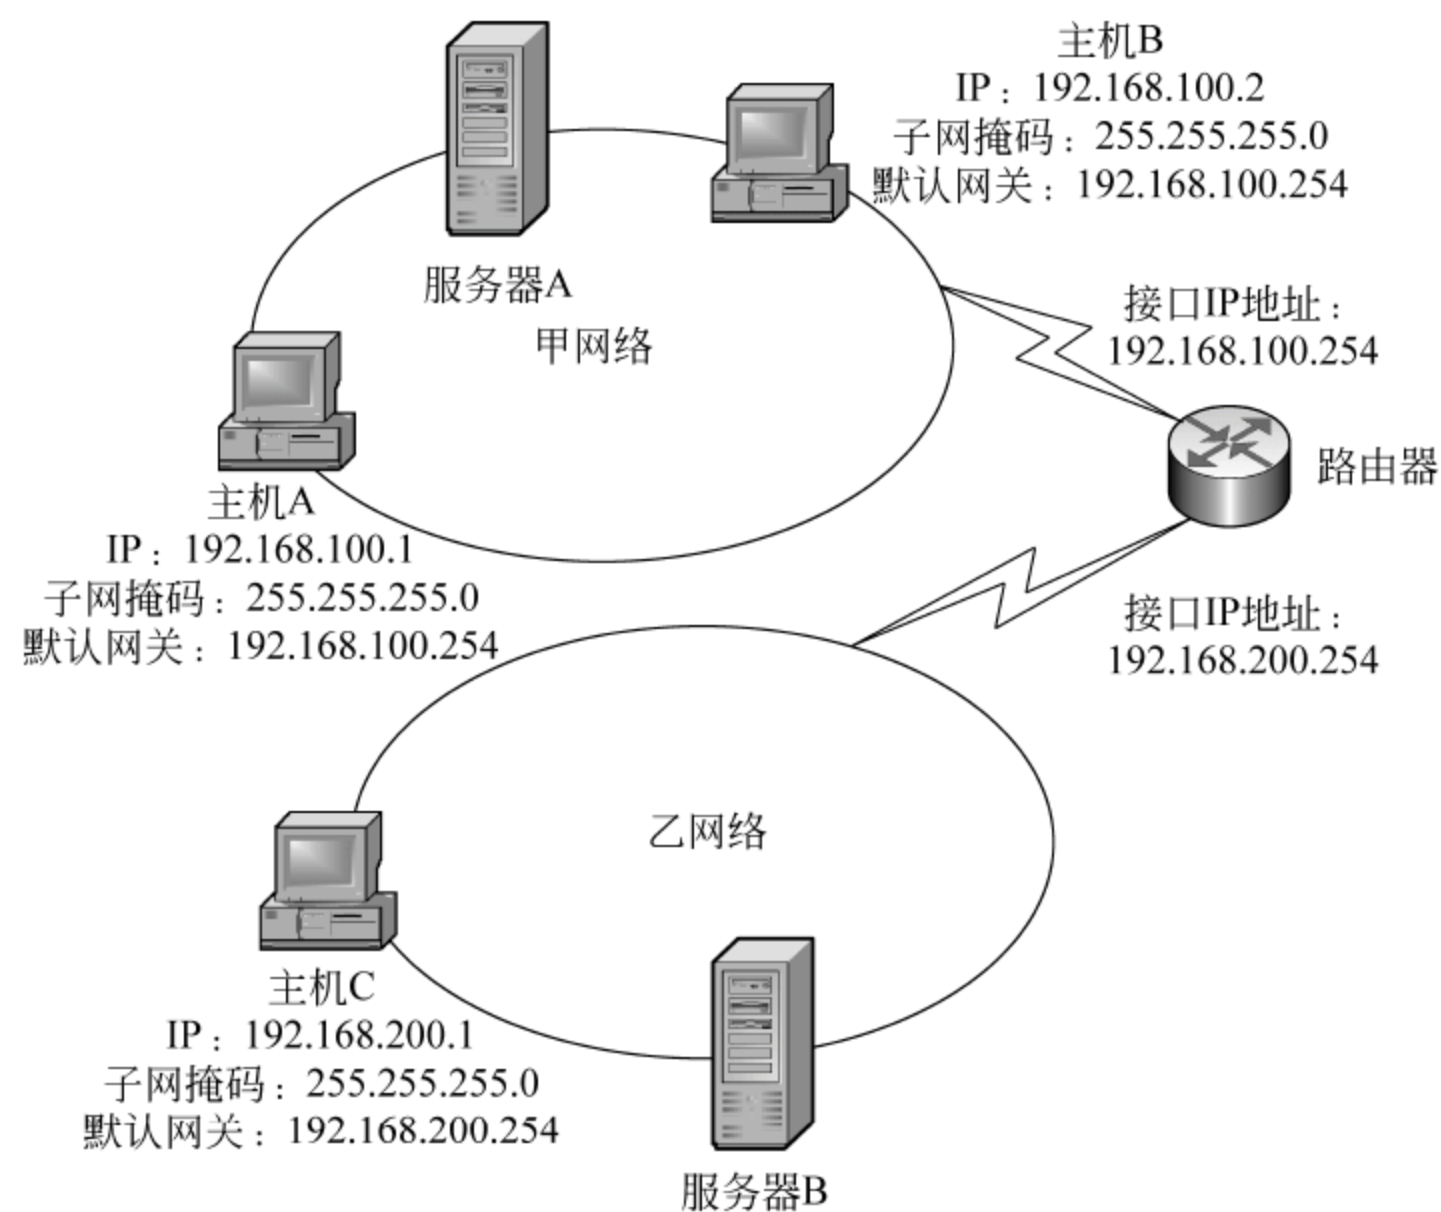 主机B
IP：192.168.100.2
子网掩码：255.255.255.0
默认网关：192.168.100.254
服务器A
甲网络
接口IP地址：
192.168.100.254
路由器
主机A
IP：192.168.100.1
子网掩码：255.255.255.0
默认网关：192.168.100.254
接口IP地址：
192.168.200.254
乙网络
主机C
IP：192.168.200.1
子网掩码：255.255.255.0
默认网关：192.168.200.254
服务器B